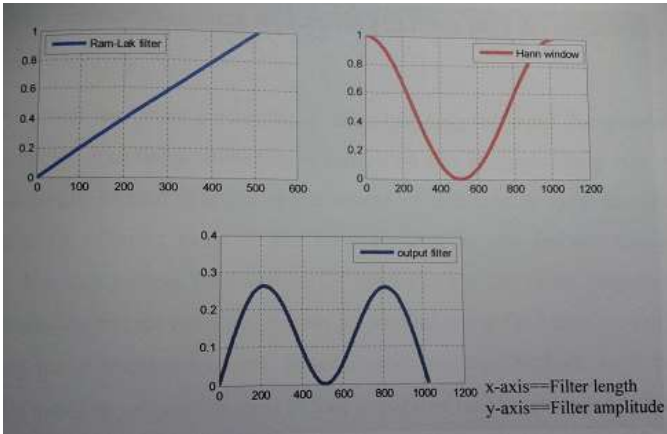 1
Ram-Lak filter
0.8
0.6
0.4
0.2
0
0 100 200 300 400 500 600
1
Hann window
0.8
0.6
0.4
0.2
0
0 200 400 600 800 1000 1200
0.4
output filter
0.3
0.2
0.1
0
0 200 400 600 800 1000 1200
x-axis==Filter length
y-axis==Filter amplitude